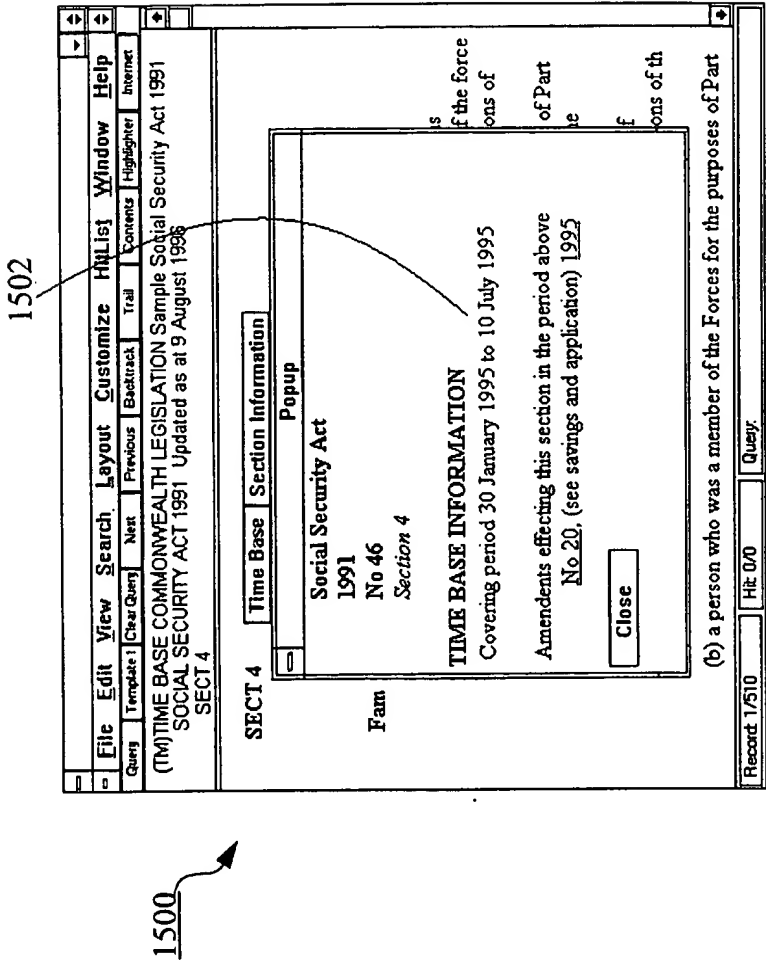 1502
1500
File Edit View Search Layout Customize HitList Window Help
Query Template 1 Clear Query Next Previous Backtrack Trail Contents Highlighter Internet
(TM)TIME BASE COMMONWEALTH LEGISLATION Sample Social Security Act 1991
SOCIAL SECURITY ACT 1991 Updated as at 9 August 1996
SECT 4
SECT 4 Time Base Section Information
Popup
Social Security Act
1991
No 46
Section 4
Fam
TIME BASE INFORMATION
Covering period 30 January 1995 to 10 July 1995
Amendents effecting this section in the period above
No 20, (see savings and application) 1995
Close
is
f the force
ons of
of Part
e
f
ons of th
(b) a person who was a member of the Forces for the purposes of Part
Record: 1/510 Hit: 0/0 Query: